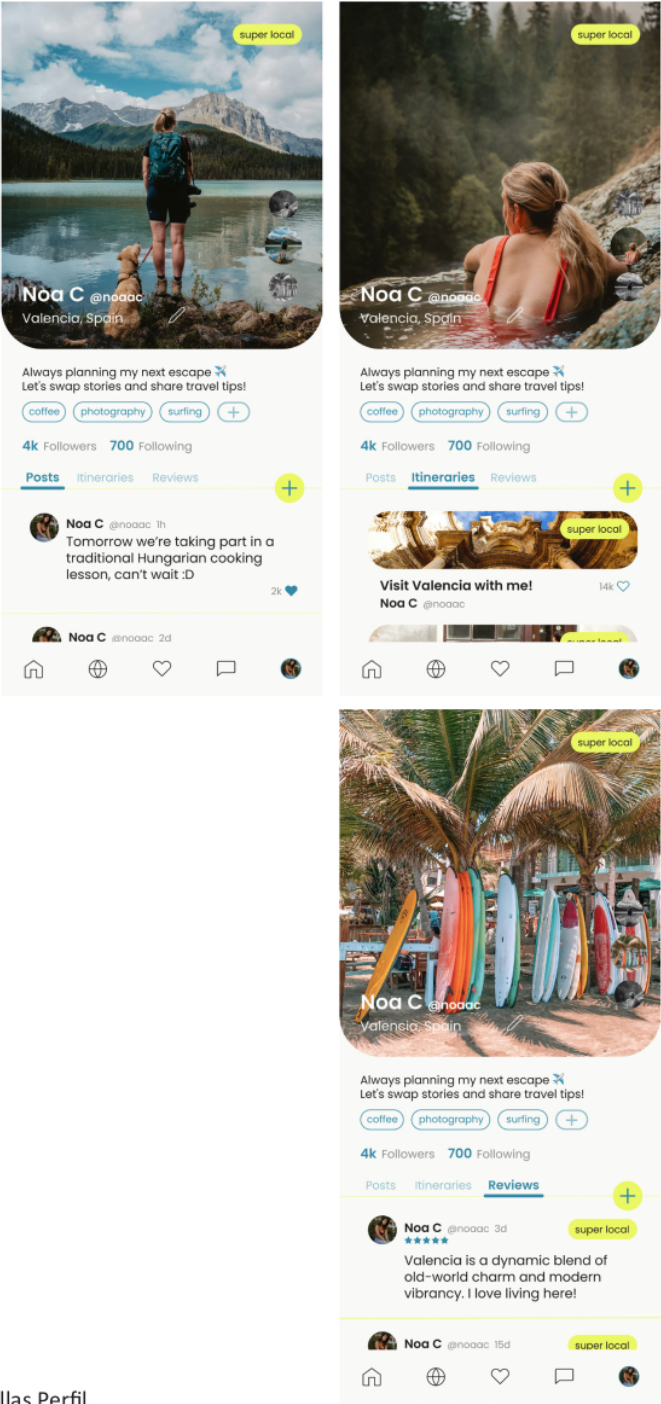 super local
Noa C @noaac
Valencia, Spain
Always planning my next escape ✈️
Let's swap stories and share travel tips!
coffee photography surfing +
4k Followers 700 Following
Posts Itineraries Reviews
+
Noa C @noaac 1h
Tomorrow we're taking part in a
traditional Hungarian cooking
lesson, can't wait :D
2k
Noa C @noaac 2d
super local
Noa C @noaac
Valencia, Spain
Always planning my next escape ✈️
Let's swap stories and share travel tips!
coffee photography surfing +
4k Followers 700 Following
Posts Itineraries Reviews
+
super local
Visit Valencia with me! 14k
Noa C @noaac
super local
super local
Noa C @noaac
Valencia, Spain
Always planning my next escape ✈️
Let's swap stories and share travel tips!
coffee photography surfing +
4k Followers 700 Following
Posts Itineraries Reviews
+
Noa C @noaac 3d super local
★★★★★
Valencia is a dynamic blend of
old-world charm and modern
vibrancy. I love living here!
Noa C @noaac 15d super local
llas Perfil